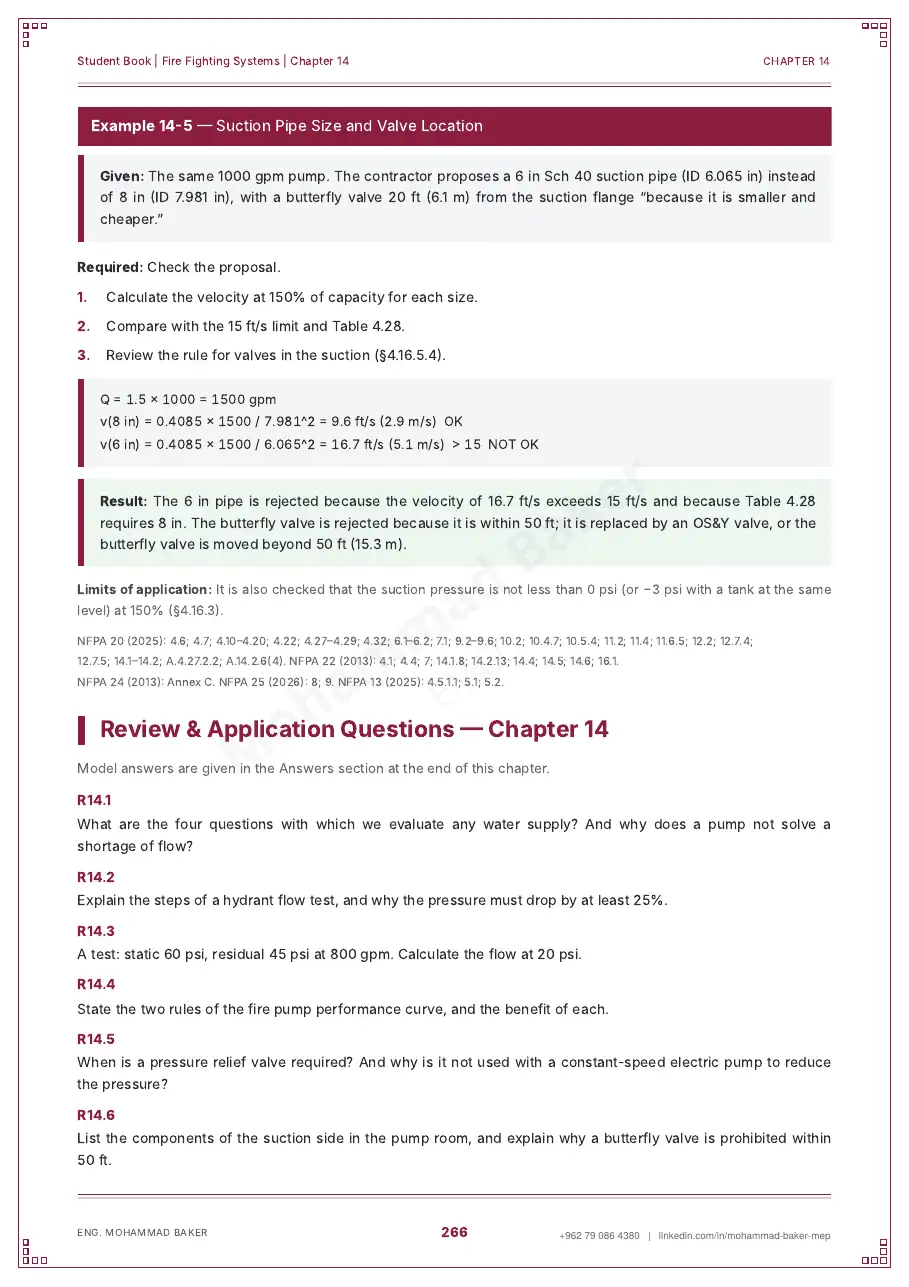 Student Book | Fire Fighting Systems | Chapter 14
CHAPTER 14
Example 14-5 — Suction Pipe Size and Valve Location
Given: The same 1000 gpm pump. The contractor proposes a 6 in Sch 40 suction pipe (ID 6.065 in) instead
of 8 in (ID 7.981 in), with a butterfly valve 20 ft (6.1 m) from the suction flange “because it is smaller and
cheaper.”
Required: Check the proposal.
1. Calculate the velocity at 150% of capacity for each size.
2. Compare with the 15 ft/s limit and Table 4.28.
3. Review the rule for valves in the suction (§4.16.5.4).
Q = 1.5 × 1000 = 1500 gpm
v(8 in) = 0.4085 × 1500 / 7.981^2 = 9.6 ft/s (2.9 m/s) OK
v(6 in) = 0.4085 × 1500 / 6.065^2 = 16.7 ft/s (5.1 m/s) > 15 NOT OK
Result: The 6 in pipe is rejected because the velocity of 16.7 ft/s exceeds 15 ft/s and because Table 4.28
requires 8 in. The butterfly valve is rejected because it is within 50 ft; it is replaced by an OS&Y valve, or the
butterfly valve is moved beyond 50 ft (15.3 m).
Limits of application: It is also checked that the suction pressure is not less than 0 psi (or −3 psi with a tank at the same
level) at 150% (§4.16.3).
NFPA 20 (2025): 4.6; 4.7; 4.10–4.20; 4.22; 4.27–4.29; 4.32; 6.1–6.2; 7.1; 9.2–9.6; 10.2; 10.4.7; 10.5.4; 11.2; 11.4; 11.6.5; 12.2; 12.7.4;
12.7.5; 14.1–14.2; A.4.27.2.2; A.14.2.6(4). NFPA 22 (2013): 4.1; 4.4; 7; 14.1.8; 14.2.13; 14.4; 14.5; 14.6; 16.1.
NFPA 24 (2013): Annex C. NFPA 25 (2026): 8; 9. NFPA 13 (2025): 4.5.1.1; 5.1; 5.2.
Mohammad Baker
Review & Application Questions — Chapter 14
Model answers are given in the Answers section at the end of this chapter.
R14.1
What are the four questions with which we evaluate any water supply? And why does a pump not solve a
shortage of flow?
R14.2
Explain the steps of a hydrant flow test, and why the pressure must drop by at least 25%.
R14.3
A test: static 60 psi, residual 45 psi at 800 gpm. Calculate the flow at 20 psi.
R14.4
State the two rules of the fire pump performance curve, and the benefit of each.
R14.5
When is a pressure relief valve required? And why is it not used with a constant-speed electric pump to reduce
the pressure?
R14.6
List the components of the suction side in the pump room, and explain why a butterfly valve is prohibited within
50 ft.
ENG. MOHAMMAD BAKER
266
+962 79 086 4380 | linkedin.com/in/mohammad-baker-mep